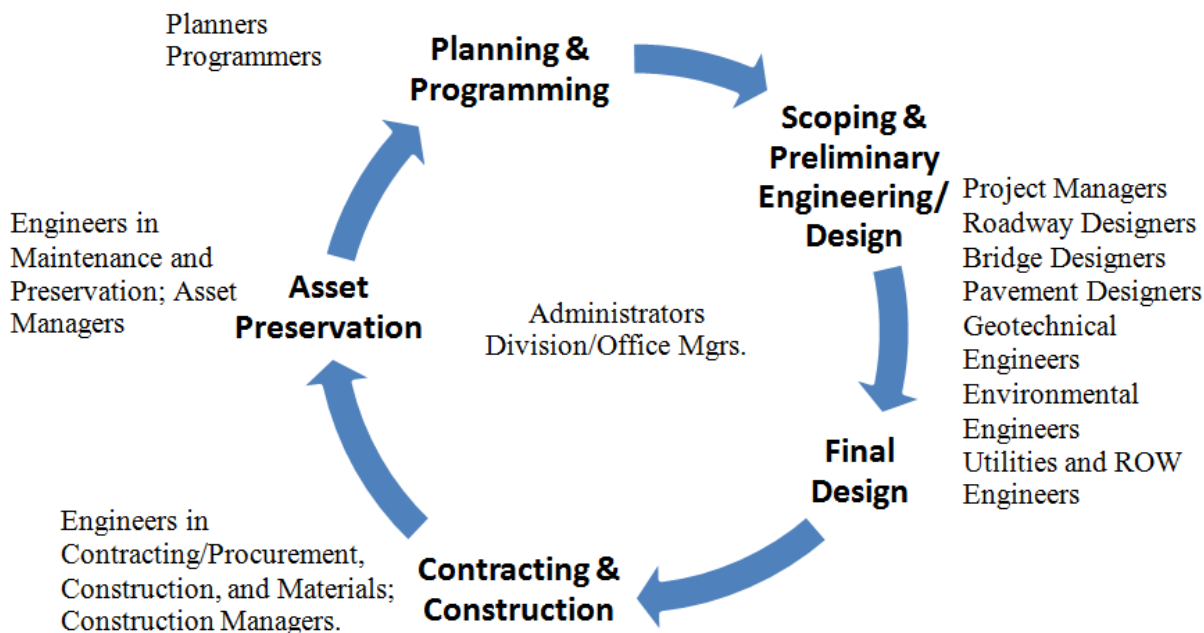 Planners
Programmers
Planning &
Programming
Scoping &
Preliminary
Engineering/
Design
Project Managers
Roadway Designers
Bridge Designers
Pavement Designers
Geotechnical
Engineers
Environmental
Engineers
Utilities and ROW
Engineers
Final
Design
Contracting &
Construction
Engineers in
Contracting/Procurement,
Construction, and Materials;
Construction Managers.
Asset
Preservation
Engineers in
Maintenance and
Preservation; Asset
Managers
Administrators
Division/Office Mgrs.